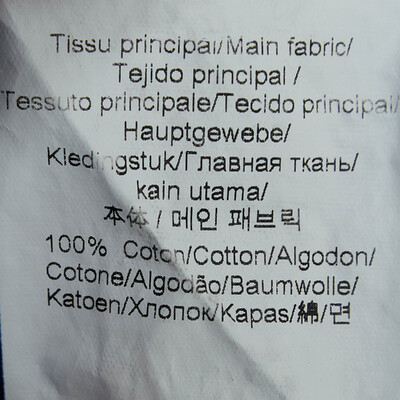 Tissu principal/Main fabric/
Tejido principal /
Tessuto principale/Tecido principal/
Hauptgewebe/
Kledingstuk/Главная ткань/
kain utama/
本体 / 메인 패브릭
100% Coton/Cotton/Algodon/
Cotone/Algodão/Baumwolle/
Katoen/Хлопок/Kapas/綿/면